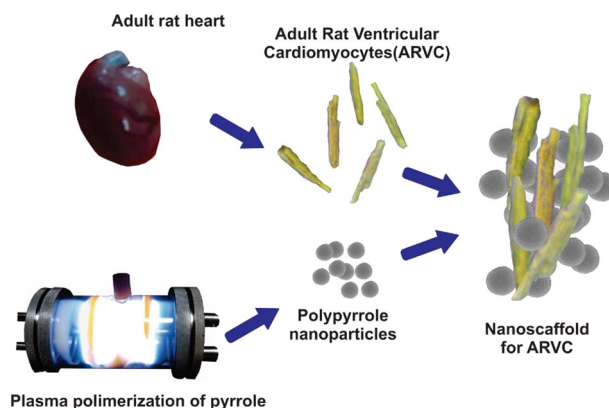 Adult rat heart
Adult Rat Ventricular
Cardiomyocytes(ARVC)
Polypyrrole
nanoparticles
Nanoscaffold
for ARVC
Plasma polimerization of pyrrole